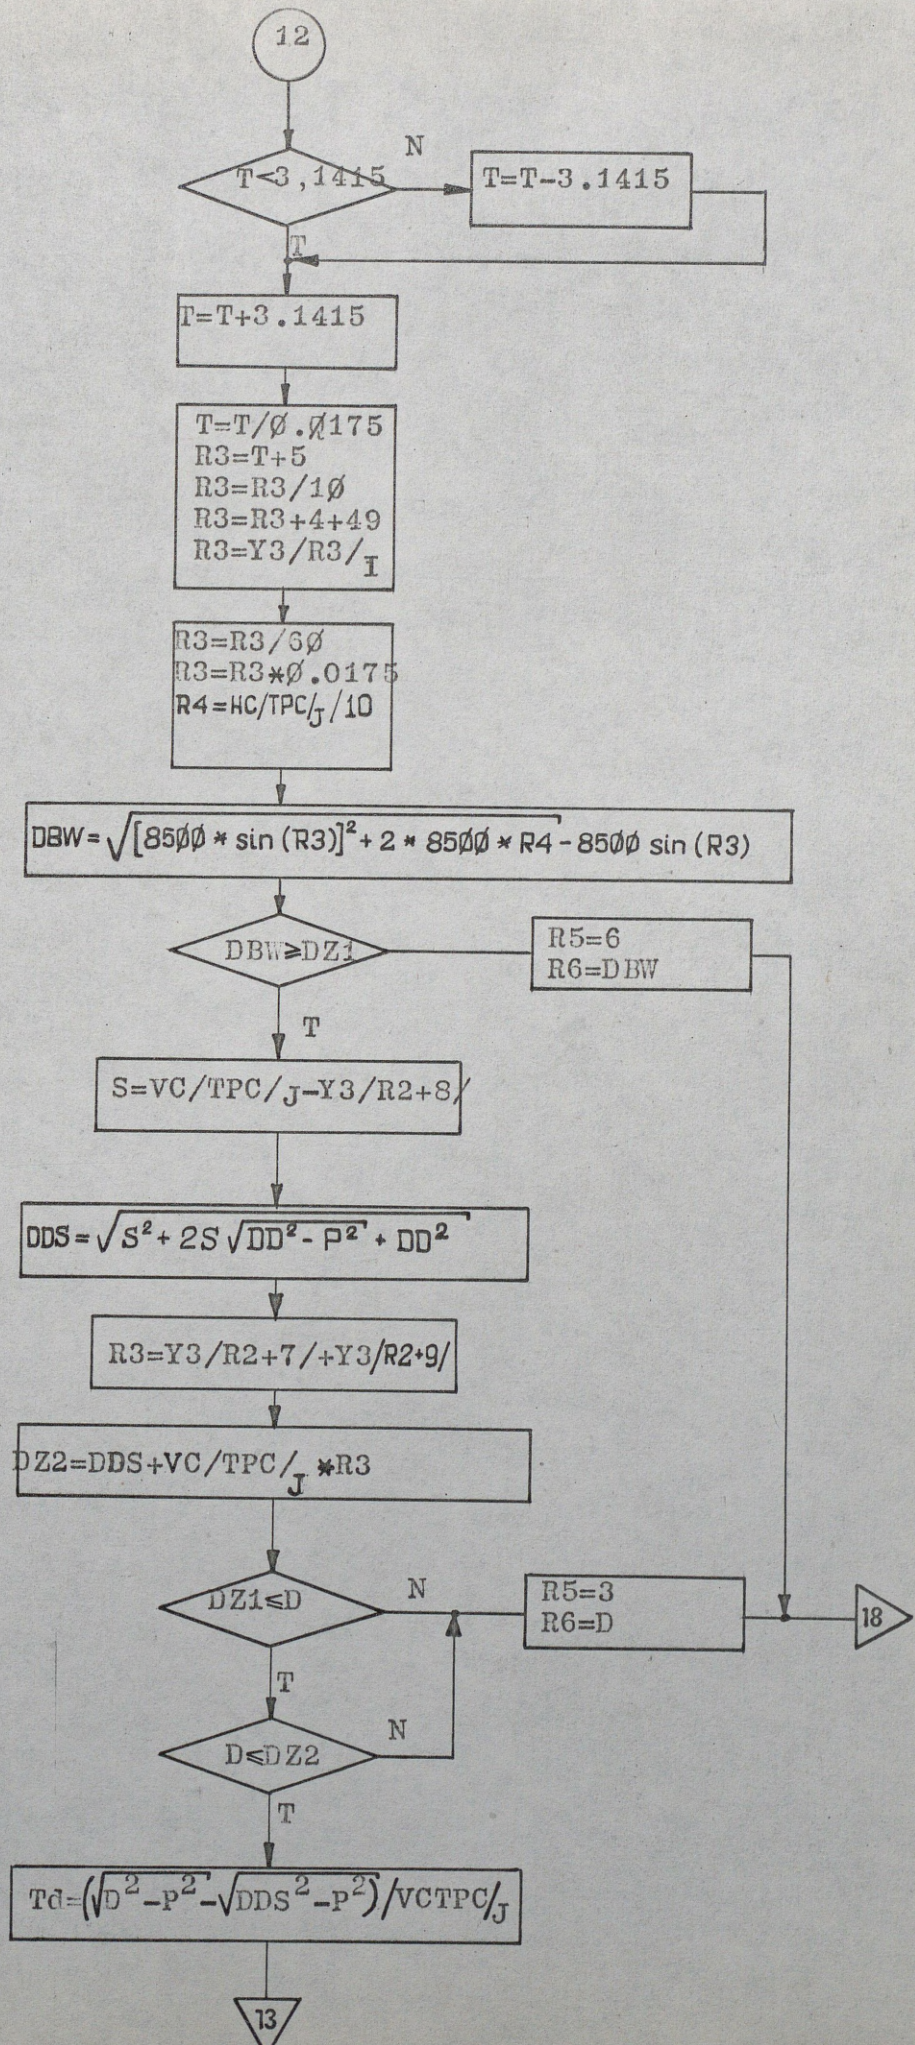 12
T<3,1415
N
T=T-3.1415
T
T=T+3.1415
T=T/Ø.Ø175
R3=T+5
R3=R3/1Ø
R3=R3+4+49
R3=Y3/R3/I
R3=R3/6Ø
R3=R3*Ø.0175
R4=HC/TPC/J/10
DBW=√[85ØØ * sin (R3)]² + 2 * 85ØØ * R4 - 85ØØ sin (R3)
DBW≥DZ1
R5=6
R6=DBW
T
S=VC/TPC/J-Y3/R2+8/
DDS=√S² + 2S √DD² - P² + DD²
R3=Y3/R2+7/+Y3/R2+9/
DZ2=DDS+VC/TPC/J *R3
DZ1≤D
N
R5=3
R6=D
18
T
D≤DZ2
N
T
Td=(√D²-P²-√DDS²-P²)/VCTPC/J
13